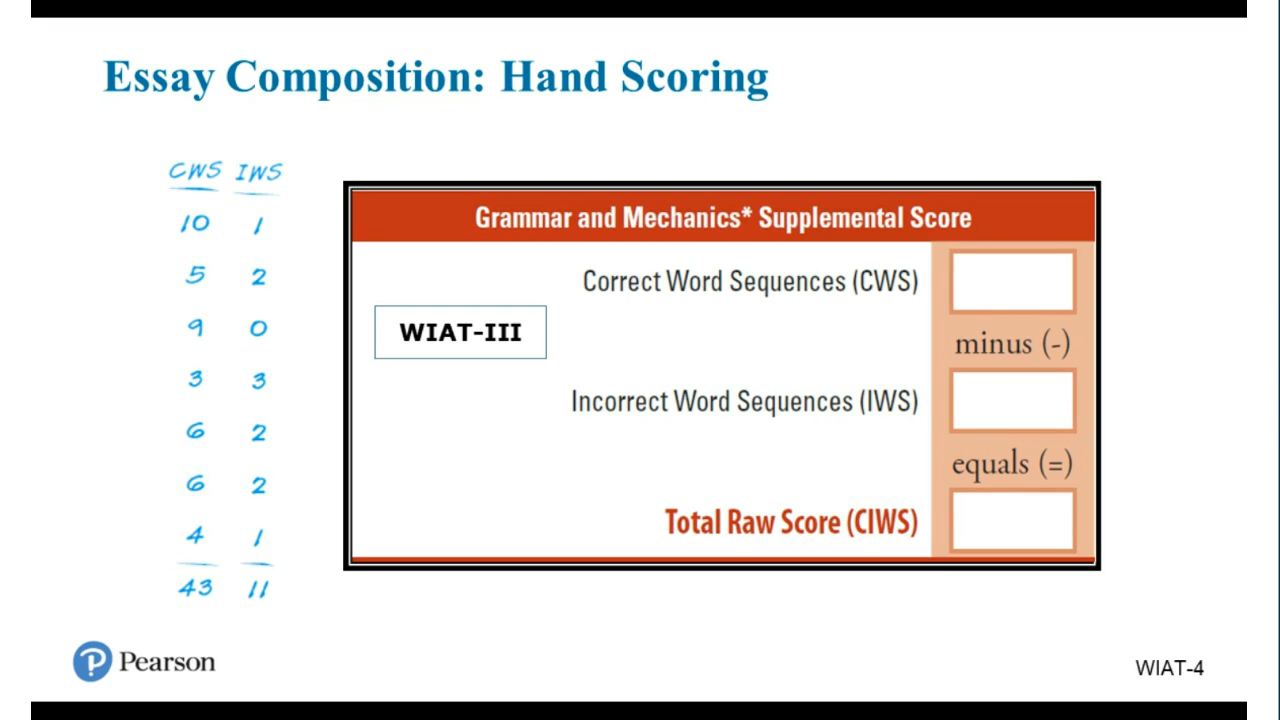 Essay Composition: Hand Scoring
CWS IWS
10 1
5 2
9 0
3 3
6 2
6 2
4 1
43 11
Grammar and Mechanics* Supplemental Score
Correct Word Sequences (CWS)
WIAT-III
minus (-)
Incorrect Word Sequences (IWS)
equals (=)
Total Raw Score (CIWS)
Pearson
WIAT-4